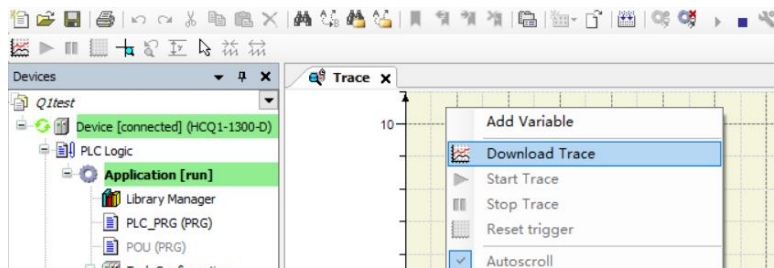 Devices
Trace
Q1test
Device [connected] (HCQ1-1300-D)
PLC Logic
Application [run]
Library Manager
PLC_PRG (PRG)
POU (PRG)
10
Add Variable
Download Trace
Start Trace
Stop Trace
Reset trigger
Autoscroll